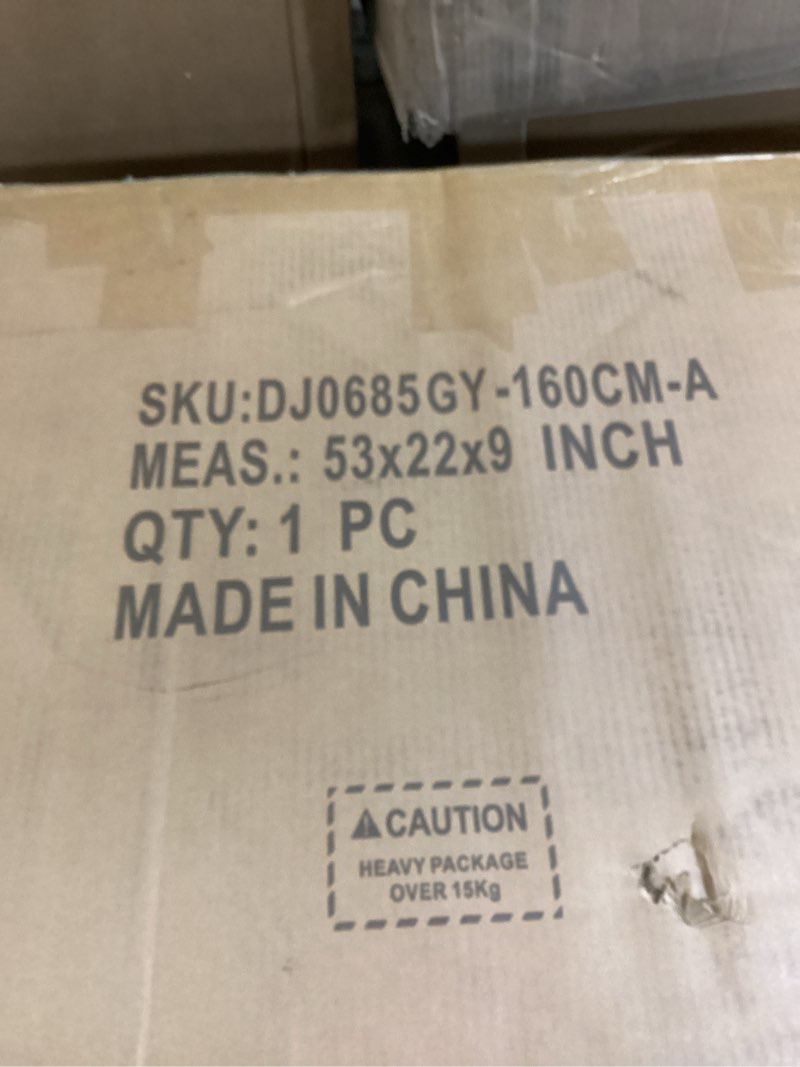 SKU:DJ0685GY-160CM-A
MEAS.: 53x22x9 INCH
QTY: 1 PC
MADE IN CHINA
CAUTION
HEAVY PACKAGE
OVER 15Kg